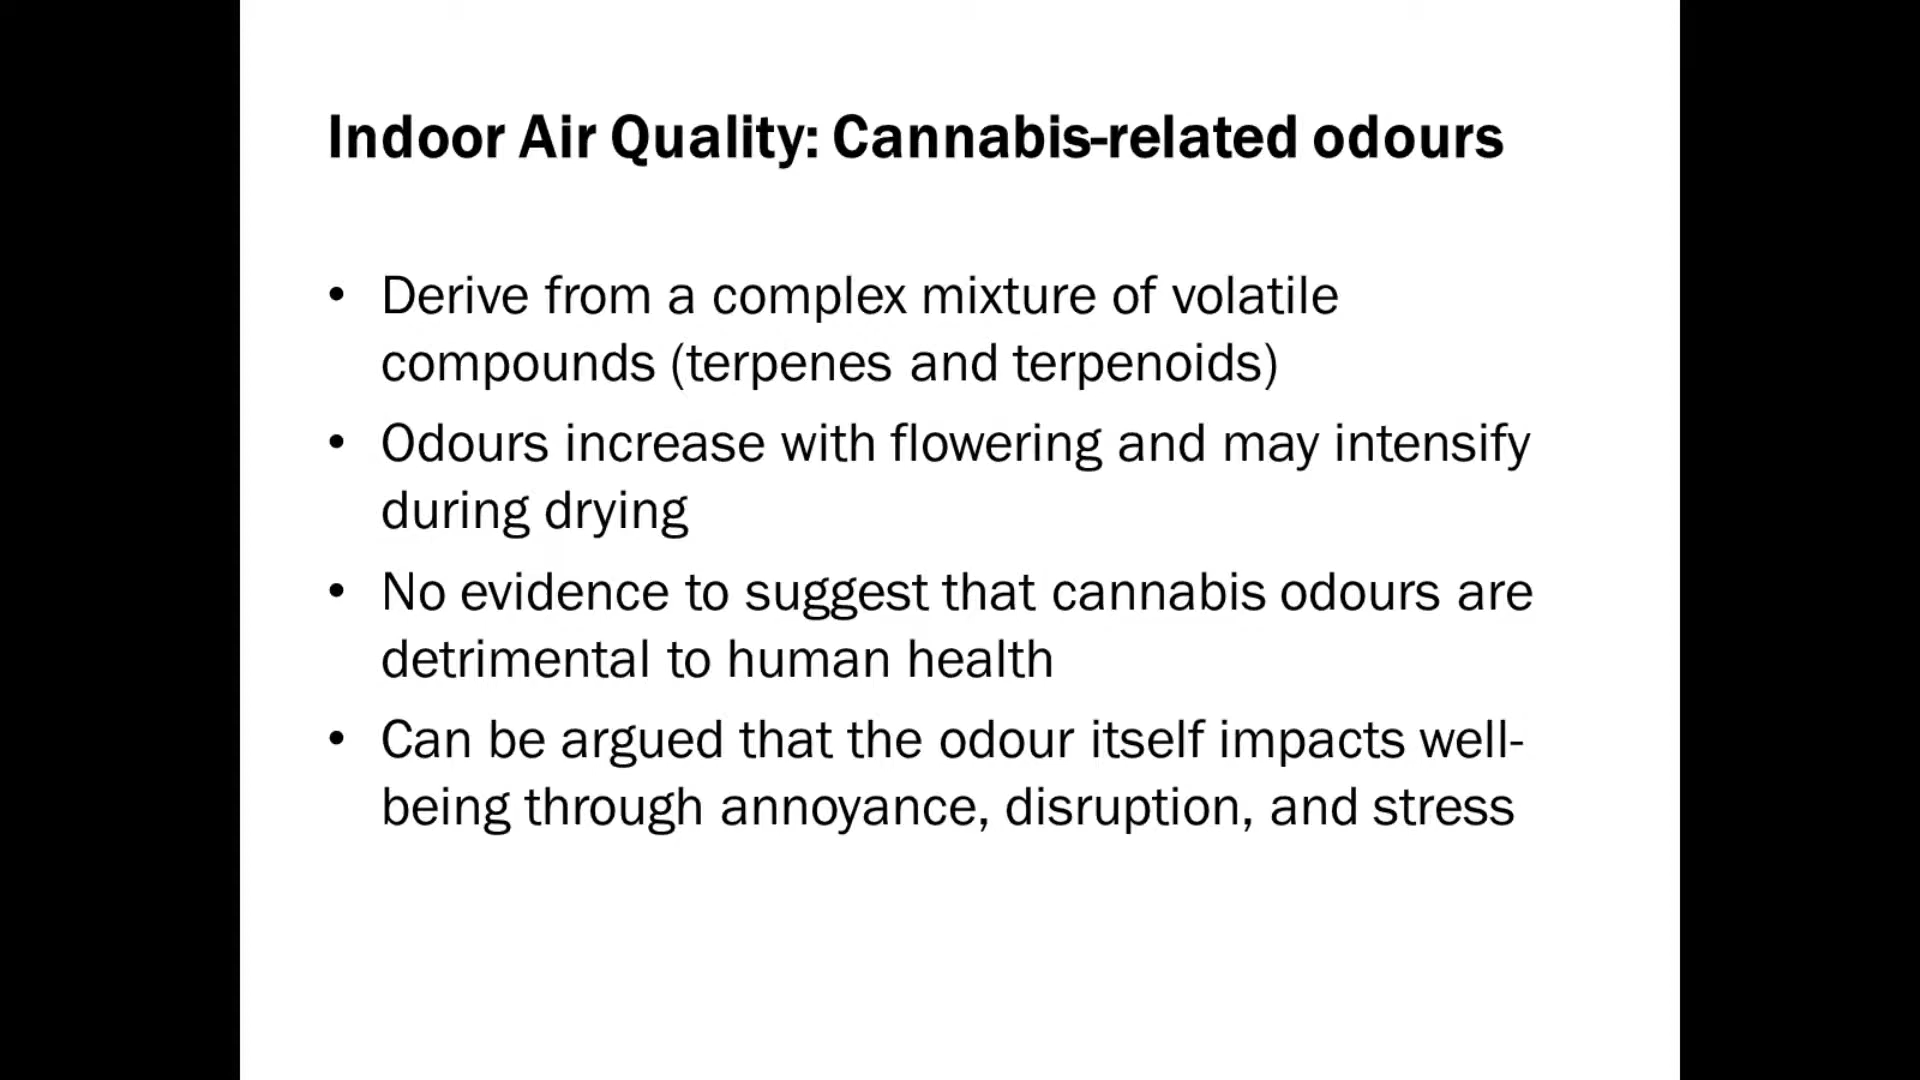 Indoor Air Quality: Cannabis-related odours
• Derive from a complex mixture of volatile
compounds (terpenes and terpenoids)
• Odours increase with flowering and may intensify
during drying
• No evidence to suggest that cannabis odours are
detrimental to human health
• Can be argued that the odour itself impacts well-
being through annoyance, disruption, and stress